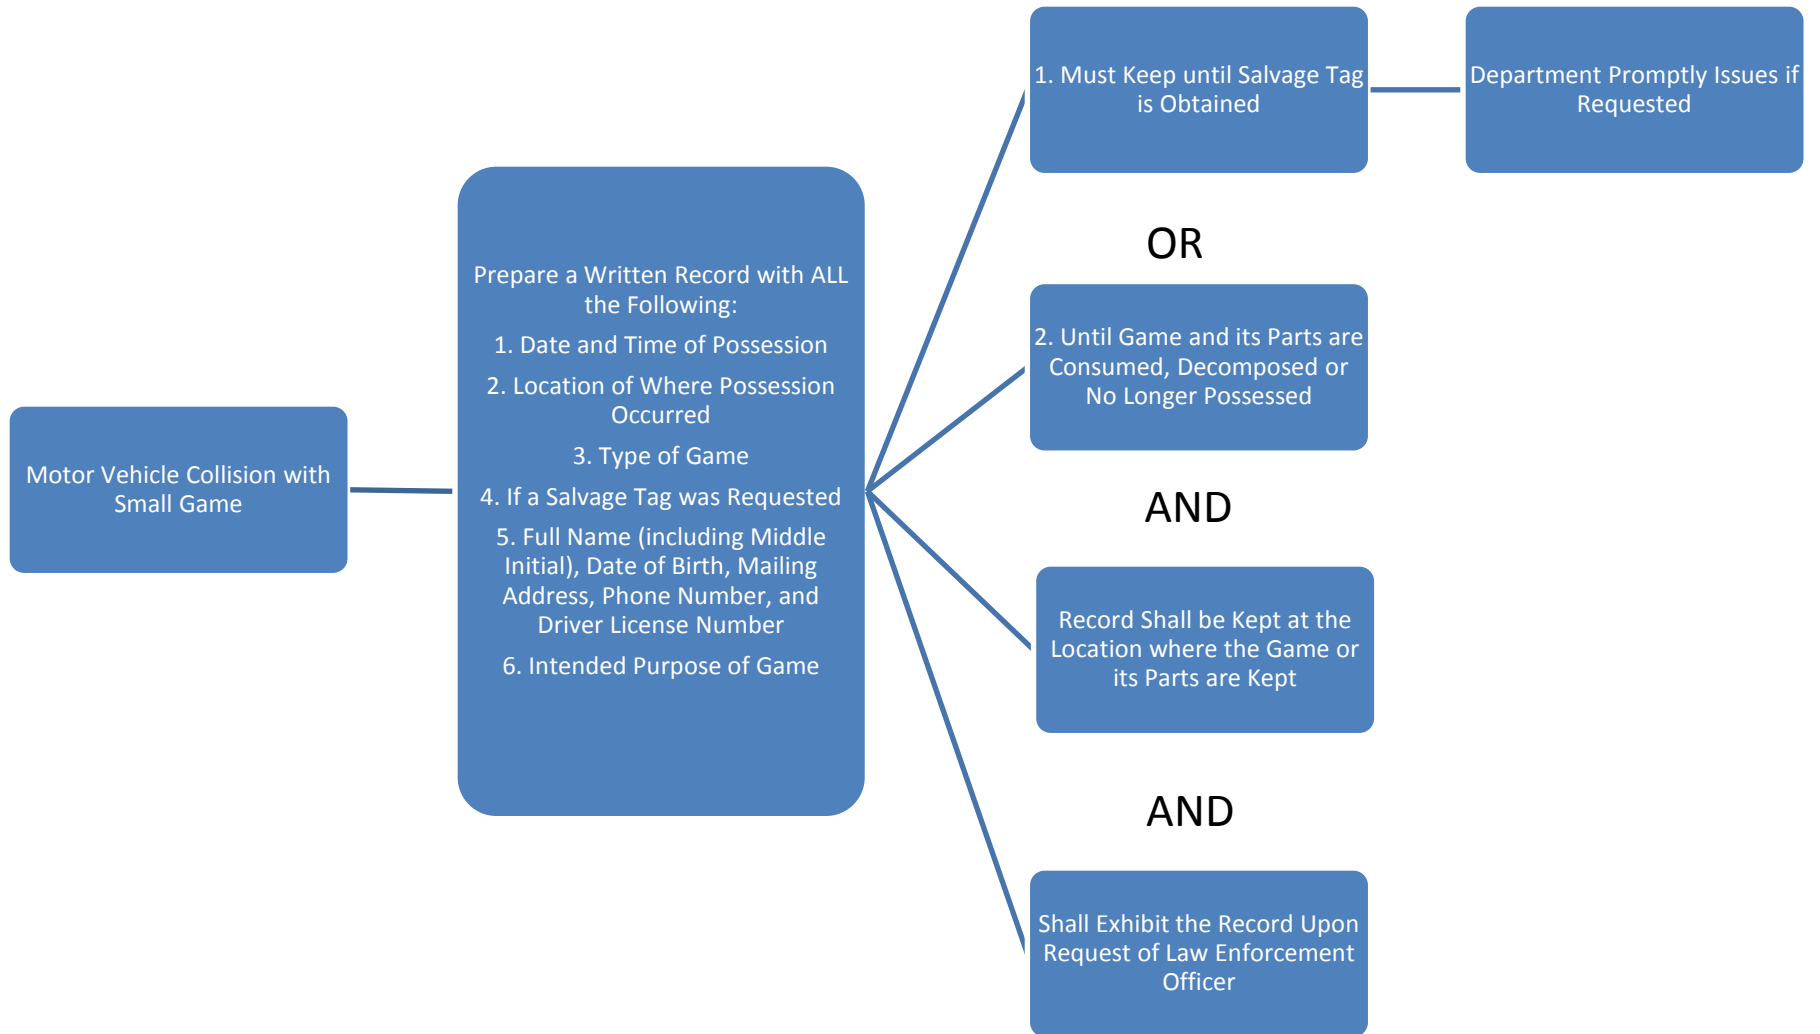 Motor Vehicle Collision with
Small Game
Prepare a Written Record with ALL
the Following:
1. Date and Time of Possession
2. Location of Where Possession
Occurred
3. Type of Game
4. If a Salvage Tag was Requested
5. Full Name (including Middle
Initial), Date of Birth, Mailing
Address, Phone Number, and
Driver License Number
6. Intended Purpose of Game
1. Must Keep until Salvage Tag
is Obtained
Department Promptly Issues if
Requested
OR
2. Until Game and its Parts are
Consumed, Decomposed or
No Longer Possessed
AND
Record Shall be Kept at the
Location where the Game or
its Parts are Kept
AND
Shall Exhibit the Record Upon
Request of Law Enforcement
Officer